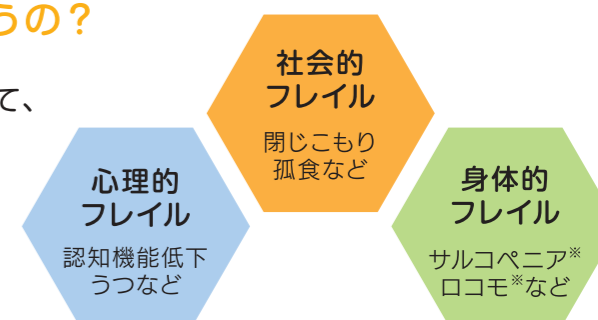 うの？
て、
社会的
フレイル
閉じこもり
孤食など
心理的
フレイル
認知機能低下
うつなど
身体的
フレイル
サルコペニア※
ロコモ※など